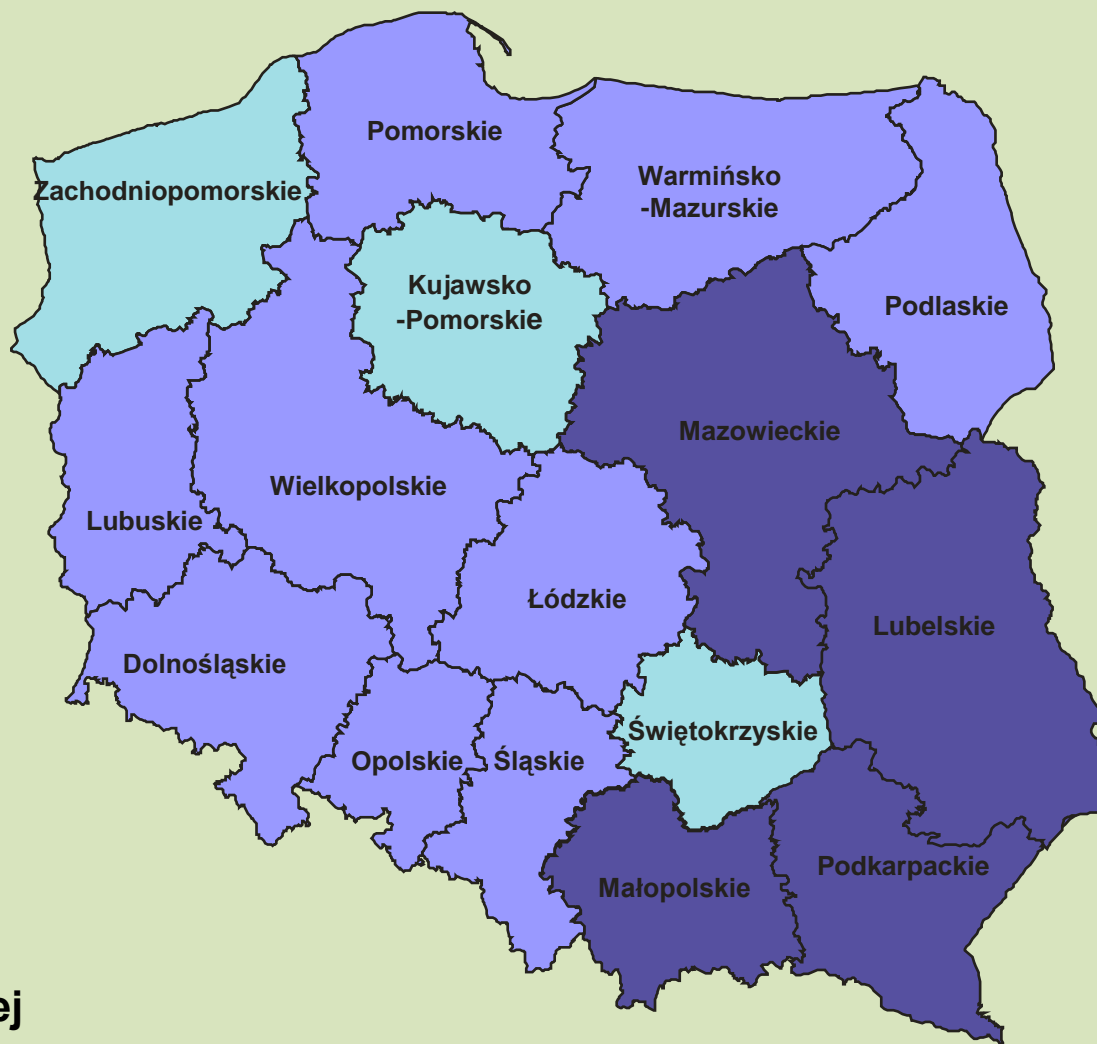 Pomorskie
Zachodniopomorskie
Warmińsko
-Mazurskie
Kujawsko
-Pomorskie
Podlaskie
Mazowieckie
Wielkopolskie
Lubuskie
Łódzkie
Lubelskie
Dolnośląskie
Świętokrzyskie
Opolskie
Śląskie
Podkarpackie
Małopolskie
ej